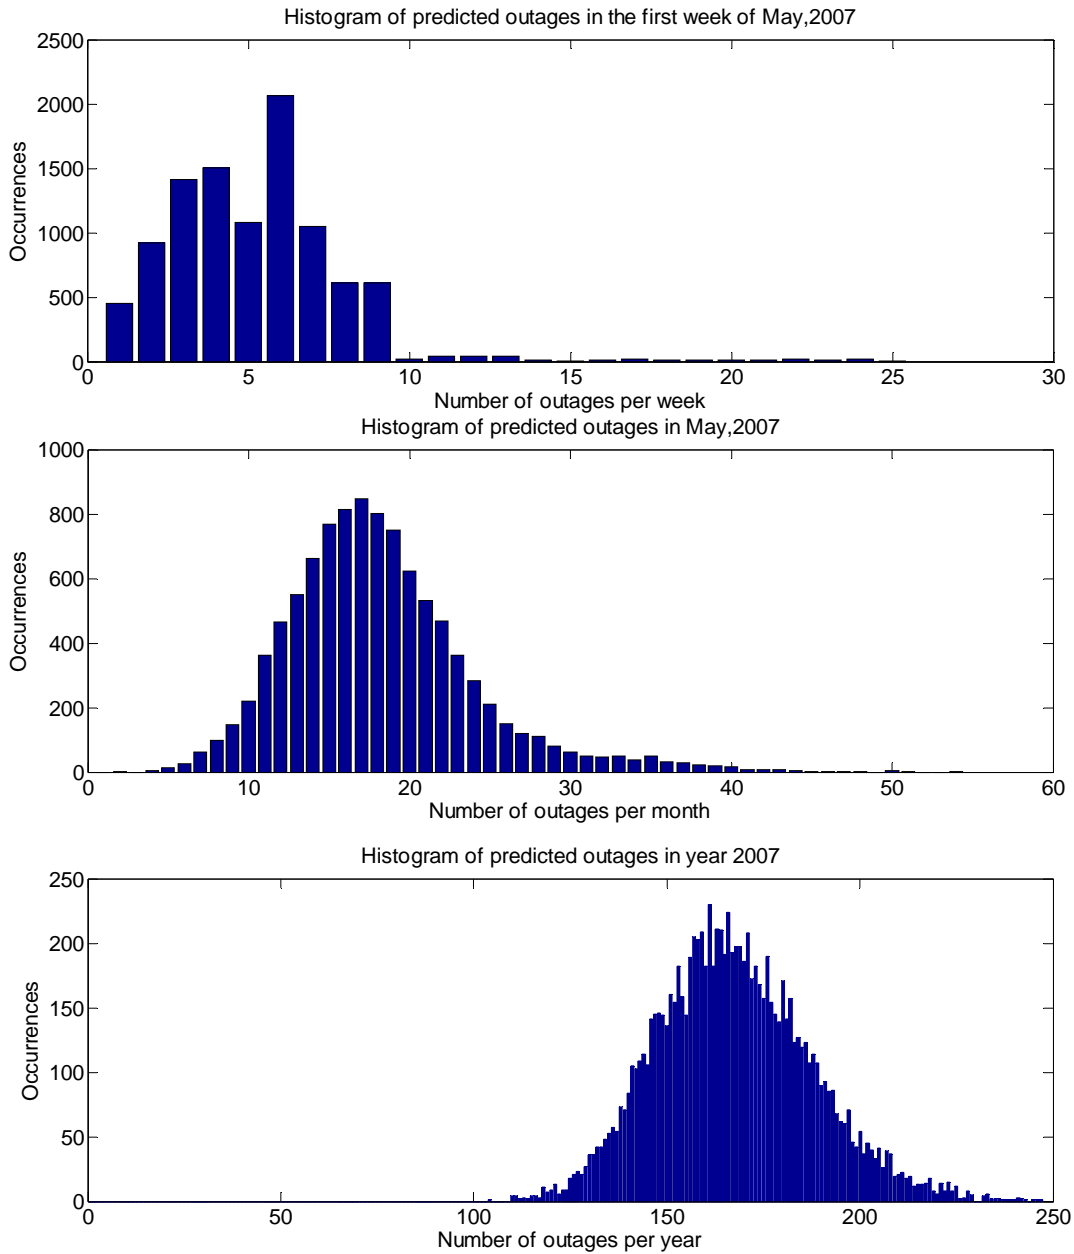 Histogram of predicted outages in the first week of May,2007
2500
2000
1500
1000
500
0
Occurrences
0 5 10 15 20 25 30
Number of outages per week
Histogram of predicted outages in May,2007
1000
800
600
400
200
0
Occurrences
0 10 20 30 40 50 60
Number of outages per month
Histogram of predicted outages in year 2007
250
200
150
100
50
0
Occurrences
0 50 100 150 200 250
Number of outages per year